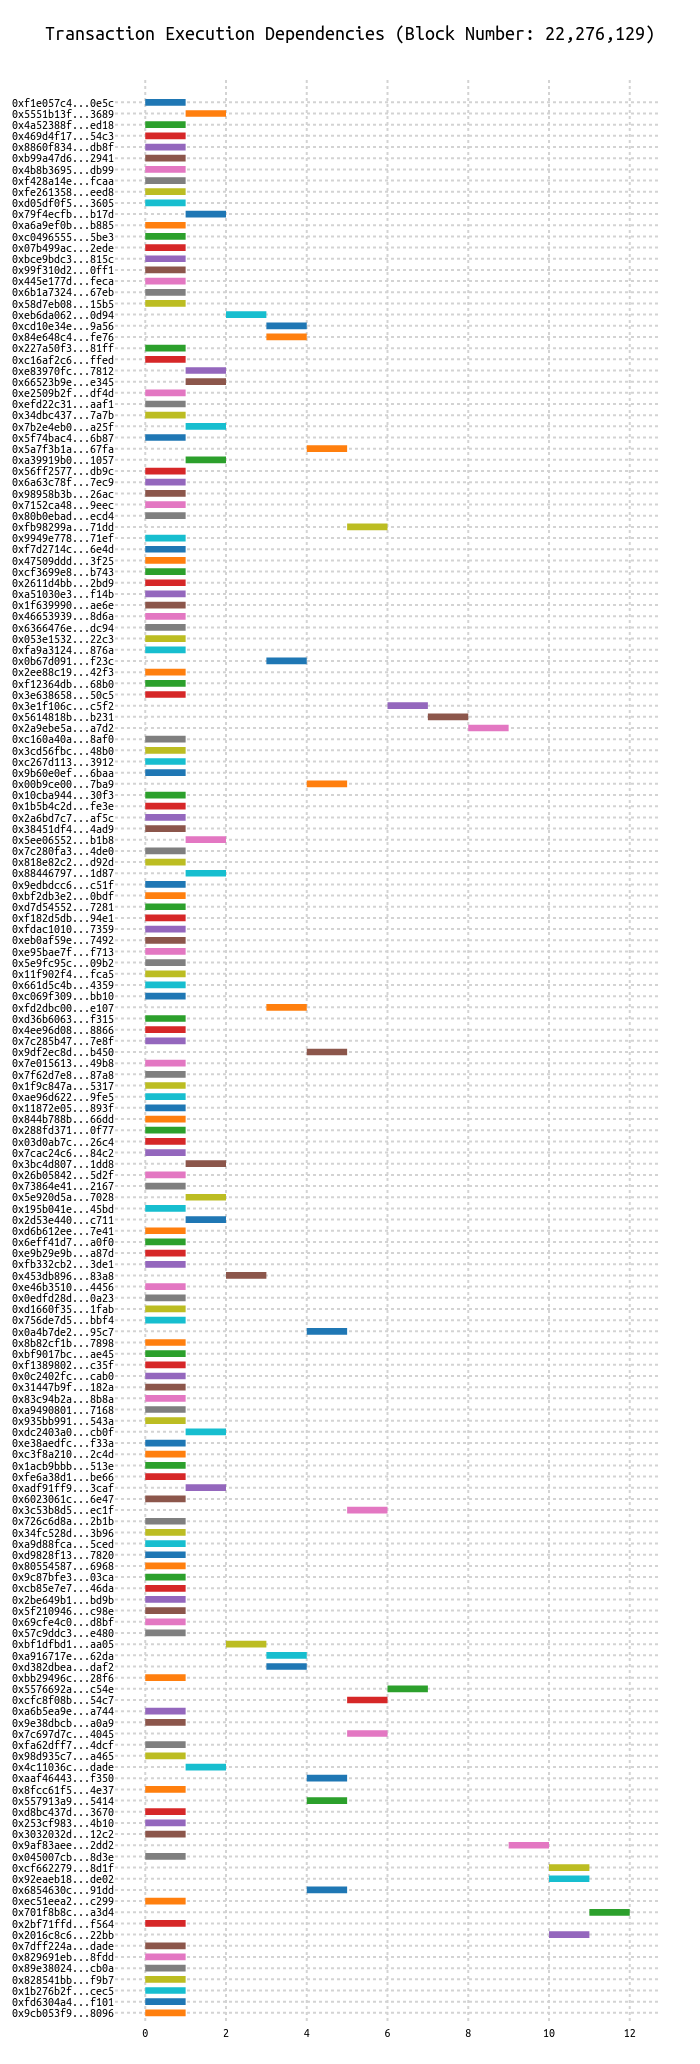 Transaction Execution Dependencies (Block Number: 22,276,129)
0xf1e057c4...0e5c
0x5551b13f...3689
0x4a52388f...ed18
0x469d4f17...54c3
0x8860f834...db8f
0xb99a47d6...2941
0x4b8b3695...db99
0xf428a14e...fcaa
0xfe261358...eed8
0xd05df0f5...3605
0x79f4ecfb...b17d
0xa6a9ef0b...b885
0xc0496555...5be3
0x07b499ac...2ede
0xbce9bdc3...815c
0x99f310d2...0ff1
0x445e177d...feca
0x6b1a7324...67eb
0x58d7eb08...15b5
0xeb6da062...0d94
0xcd10e34e...9a56
0x84e648c4...fe76
0x227a50f3...81ff
0xc16af2c6...ffed
0xe83970fc...7812
0x66523b9e...e345
0xe2509b2f...df4d
0xefd22c31...aaf1
0x34dbc437...7a7b
0x7b2e4eb0...a25f
0x5f74bac4...6b87
0x5a7f3b1a...67fa
0xa39919b0...1057
0x56ff2577...db9c
0x6a63c78f...7ec9
0x98958b3b...26ac
0x7152ca48...9eec
0x80b0ebad...ecd4
0xfb98299a...71dd
0x9949e778...71ef
0xf7d2714c...6e4d
0x47509ddd...3f25
0xcf3699e8...b743
0x2611d4bb...2bd9
0xa51030e3...f14b
0x1f639990...ae6e
0x46653939...8d6a
0x6366476e...dc94
0x053e1532...22c3
0xfa9a3124...876a
0x0b67d091...f23c
0x2ee88c19...42f3
0xf12364db...68b0
0x3e638658...50c5
0x3e1f106c...c5f2
0x5614818b...b231
0x2a9ebe5a...a7d2
0xc160a40a...8af0
0x3cd56fbc...48b0
0xc267d113...3912
0x9b60e0ef...6baa
0x00b9ce00...7ba9
0x10cba944...30f3
0x1b5b4c2d...fe3e
0x2a6bd7c7...af5c
0x38451df4...4ad9
0x5ee06552...b1b8
0x7c280fa3...4de0
0x818e82c2...d92d
0x88446797...1d87
0x9edbdcc6...c51f
0xbf2db3e2...0bdf
0xd7d54552...7281
0xf182d5db...94e1
0xfdac1010...7359
0xeb0af59e...7492
0xe95bae7f...f713
0x5e9fc95c...09b2
0x11f902f4...fca5
0x661d5c4b...4359
0xc069f309...bb10
0xfd2dbc00...e107
0xd36b6063...f315
0x4ee96d08...8866
0x7c285b47...7e8f
0x9df2ec8d...b450
0x7e015613...49b8
0x7f62d7e8...87a8
0x1f9c847a...5317
0xae96d622...9fe5
0x11872e05...893f
0x844b788b...66dd
0x288fd371...0f77
0x03d0ab7c...26c4
0x7cac24c6...84c2
0x3bc4d807...1dd8
0x26b05842...5d2f
0x73864e41...2167
0x5e920d5a...7028
0x195b041e...45bd
0x2d53e440...c711
0xd6b612ee...7e41
0x6eff41d7...a0f0
0xe9b29e9b...a87d
0xfb332cb2...3de1
0x453db896...83a8
0xe46b3510...4456
0x0edfd28d...0a23
0xd1660f35...1fab
0x756de7d5...bbf4
0x0a4b7de2...95c7
0x8b82cf1b...7898
0xbf9017bc...ae45
0xf1389802...c35f
0x0c2402fc...cab0
0x31447b9f...182a
0x83c94b2a...8b8a
0xa9490801...7168
0x935bb991...543a
0xdc2403a0...cb0f
0xe38aedfc...f33a
0xc3f8a210...2c4d
0x1acb9bbb...513e
0xfe6a38d1...be66
0xadf91ff9...3caf
0x6023061c...6e47
0x3c53b8d5...ec1f
0x726c6d8a...2b1b
0x34fc528d...3b96
0xa9d88fca...5ced
0xd9828f13...7820
0x80554587...6968
0x9c87bfe3...03ca
0xcb85e7e7...46da
0x2be649b1...bd9b
0x5f210946...c98e
0x69cfe4c0...d8bf
0x57c9ddc3...e480
0xbf1dfbd1...aa05
0xa916717e...62da
0xd382dbea...daf2
0xbb29496c...28f6
0x5576692a...c54e
0xcfc8f08b...54c7
0xa6b5ea9e...a744
0x9e38dbcb...a0a9
0x7c697d7c...4045
0xfa62dff7...4dcf
0x98d935c7...a465
0x4c11036c...dade
0xaaf46443...f350
0x8fcc61f5...4e37
0x557913a9...5414
0xd8bc437d...3670
0x253cf983...4b10
0x3032032d...12c2
0x9af83aee...2dd2
0x045007cb...8d3e
0xcf662279...8d1f
0x92eaeb18...de02
0x6854630c...91dd
0xec51eea2...c299
0x701f8b8c...a3d4
0x2bf71ffd...f564
0x2016c8c6...22bb
0x7dff224a...dade
0x829691eb...8fdd
0x89e38024...cb0a
0x828541bb...f9b7
0x1b276b2f...cec5
0xfd6304a4...f101
0x9cb053f9...8096
0 2 4 6 8 10 12